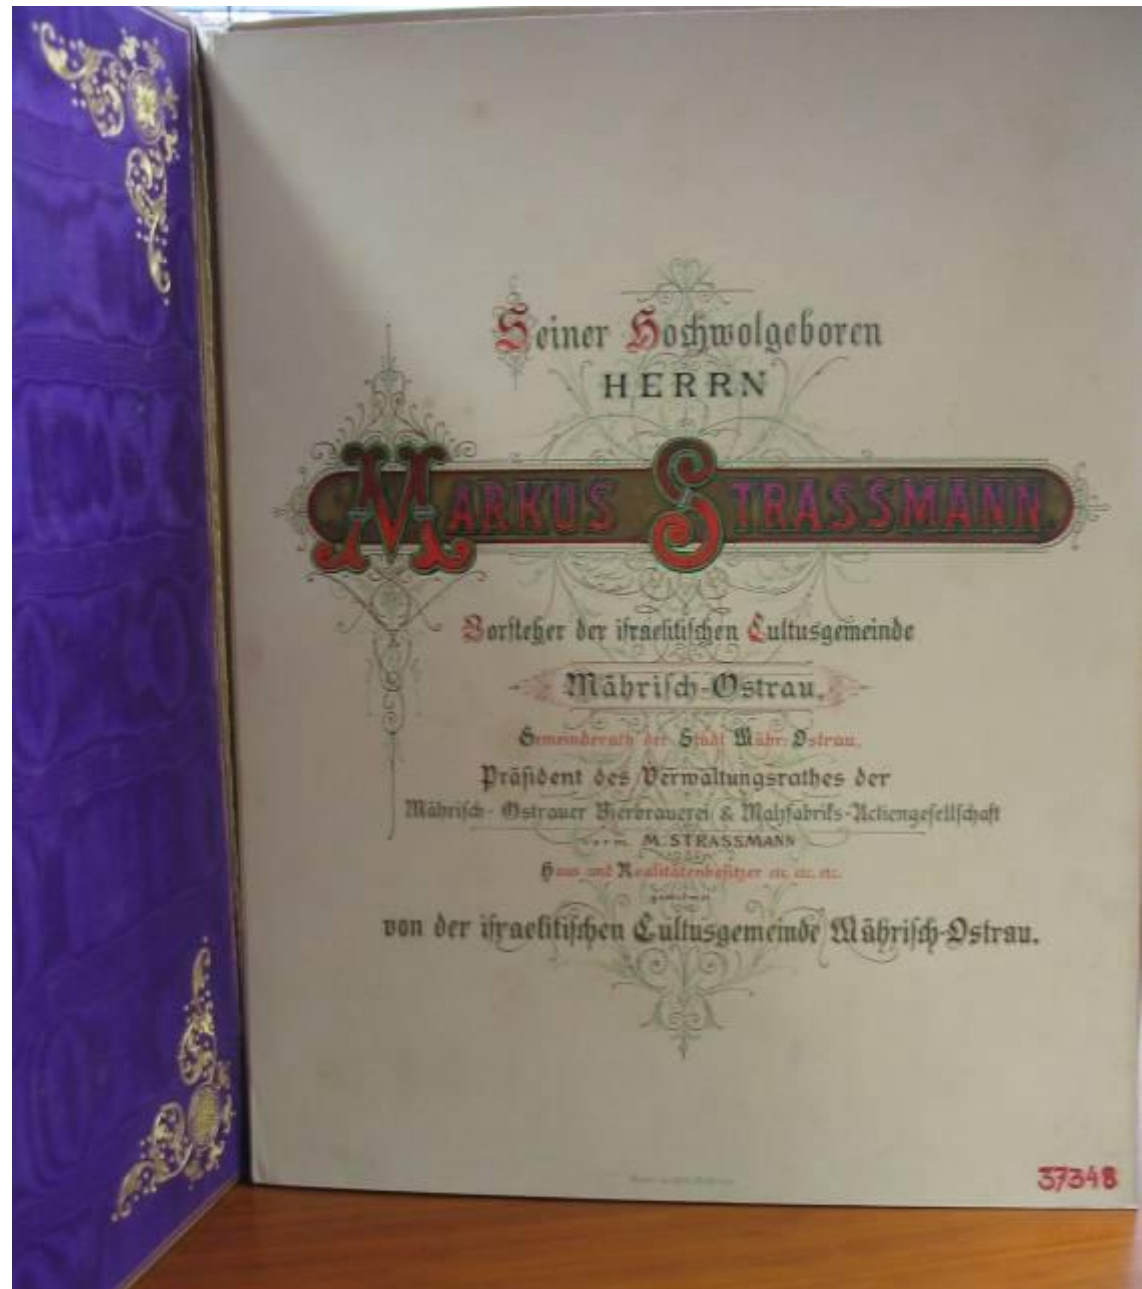 Seiner Hochwolgeboren
HERRN
MARKUS STRASSMANN
Vorsteher der israelitischen Cultusgemeinde
Mährisch-Ostrau.
Gemeinderath der Stadt Mähr. Ostrau.
Präsident des Verwaltungsrathes der
Mährisch-Ostrauer Bierbrauerei & Malzfabriks-Actiengesellschaft
vorm. M. STRASSMANN
Haus und Realitätenbesitzer etc. etc. etc.
gewidmet
von der israelitischen Cultusgemeinde Mährisch-Ostrau.
37348